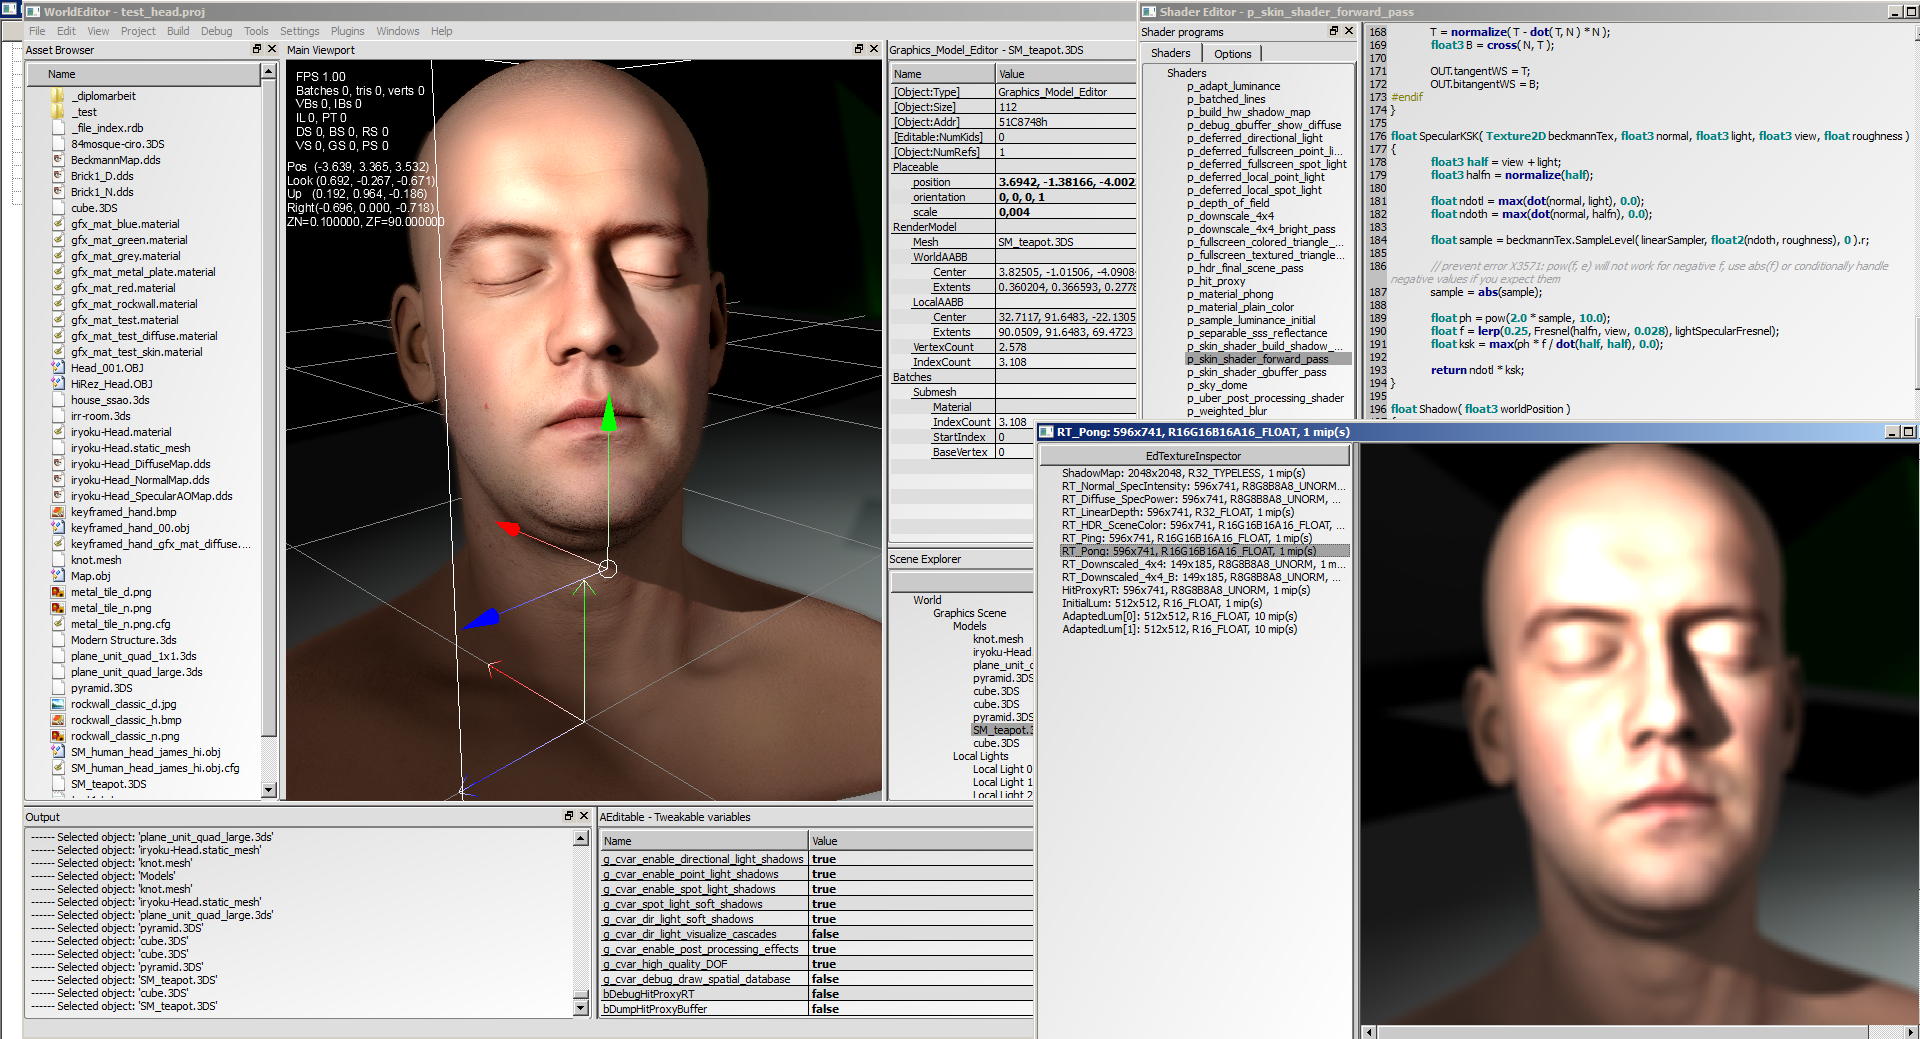 WorldEditor - test_head.proj
File Edit View Project Build Debug Tools Settings Plugins Windows Help
Asset Browser
Name
_diplomarbeit
_test
_file_index.rdb
84mosque-ciro.3DS
BeckmannMap.dds
Brick1_D.dds
Brick1_N.dds
cube.3DS
gfx_mat_blue.material
gfx_mat_green.material
gfx_mat_grey.material
gfx_mat_metal_plate.material
gfx_mat_red.material
gfx_mat_rockwall.material
gfx_mat_test.material
gfx_mat_test_diffuse.material
gfx_mat_test_skin.material
Head_001.OBJ
HiRez_Head.OBJ
house_ssao.3ds
irr-room.3ds
iryoku-Head.material
iryoku-Head.static_mesh
iryoku-Head_DiffuseMap.dds
iryoku-Head_NormalMap.dds
iryoku-Head_SpecularAOMap.dds
keyframed_hand.bmp
keyframed_hand_00.obj
keyframed_hand_gfx_mat_diffuse....
knot.mesh
Map.obj
metal_tile_d.png
metal_tile_n.png
metal_tile_n.png.cfg
Modern Structure.3ds
plane_unit_quad_1x1.3ds
plane_unit_quad_large.3ds
pyramid.3DS
rockwall_classic_d.jpg
rockwall_classic_h.bmp
rockwall_classic_n.png
SM_human_head_james_hi.obj
SM_human_head_james_hi.obj.cfg
SM_teapot.3DS
Main Viewport
FPS 1.00
Batches 0, tris 0, verts 0
VBs 0, IBs 0
IL 0, PT 0
DS 0, BS 0, RS 0
VS 0, GS 0, PS 0
Pos (-3.639, 3.365, 3.532)
Look (0.692, -0.267, -0.671)
Up (0.192, 0.964, -0.186)
Right(-0.696, 0.000, -0.718)
ZN=0.100000, ZF=90.000000
Graphics_Model_Editor - SM_teapot.3DS
Name Value
[Object:Type] Graphics_Model_Editor
[Object:Size] 112
[Object:Addr] 51C8748h
[Editable:NumKids] 0
[Object:NumRefs] 1
Placeable
position 3.6942, -1.38166, -4.002
orientation 0, 0, 0, 1
scale 0,004
RenderModel
Mesh SM_teapot.3DS
WorldAABB
Center 3.82505, -1.01506, -4.0908
Extents 0.360204, 0.366593, 0.2778
LocalAABB
Center 32.7117, 91.6483, -22.1305
Extents 90.0509, 91.6483, 69.4723
VertexCount 2.578
IndexCount 3.108
Batches
Submesh
Material
IndexCount 3.108
StartIndex 0
BaseVertex 0
Scene Explorer
World
Graphics Scene
Models
knot.mesh
iryoku-Head.
plane_unit_
pyramid.3DS
cube.3DS
cube.3DS
pyramid.3DS
SM_teapot.3
cube.3DS
Local Lights
Local Light 0
Local Light 1
Local Light 2
Output
------ Selected object: 'plane_unit_quad_large.3ds'
------ Selected object: 'iryoku-Head.static_mesh'
------ Selected object: 'knot.mesh'
------ Selected object: 'Models'
------ Selected object: 'knot.mesh'
------ Selected object: 'iryoku-Head.static_mesh'
------ Selected object: 'plane_unit_quad_large.3ds'
------ Selected object: 'pyramid.3DS'
------ Selected object: 'cube.3DS'
------ Selected object: 'cube.3DS'
------ Selected object: 'pyramid.3DS'
------ Selected object: 'SM_teapot.3DS'
------ Selected object: 'cube.3DS'
------ Selected object: 'SM_teapot.3DS'
AEditable - Tweakable variables
Name Value
g_cvar_enable_directional_light_shadows true
g_cvar_enable_point_light_shadows true
g_cvar_enable_spot_light_shadows true
g_cvar_spot_light_soft_shadows true
g_cvar_dir_light_soft_shadows true
g_cvar_dir_light_visualize_cascades false
g_cvar_enable_post_processing_effects true
g_cvar_high_quality_DOF true
g_cvar_debug_draw_spatial_database false
bDebugHitProxyRT false
bDumpHitProxyBuffer false
Shader Editor - p_skin_shader_forward_pass
Shader programs
Shaders Options
Shaders
p_adapt_luminance
p_batched_lines
p_build_hw_shadow_map
p_debug_gbuffer_show_diffuse
p_deferred_directional_light
p_deferred_fullscreen_point_li...
p_deferred_fullscreen_spot_light
p_deferred_local_point_light
p_deferred_local_spot_light
p_depth_of_field
p_downscale_4x4
p_downscale_4x4_bright_pass
p_fullscreen_colored_triangle_...
p_fullscreen_textured_triangle...
p_hdr_final_scene_pass
p_hit_proxy
p_material_phong
p_material_plain_color
p_sample_luminance_initial
p_separable_sss_reflectance
p_skin_shader_build_shadow_...
p_skin_shader_forward_pass
p_skin_shader_gbuffer_pass
p_sky_dome
p_uber_post_processing_shader
p_weighted_blur
168 T = normalize( T - dot( T, N ) * N );
169 float3 B = cross( N, T );
170
171 OUT.tangentWS = T;
172 OUT.bitangentWS = B;
173 #endif
174 }
175
176 float SpecularKSK( Texture2D beckmannTex, float3 normal, float3 light, float3 view, float roughness )
177 {
178 float3 half = view + light;
179 float3 halfn = normalize(half);
180
181 float ndotl = max(dot(normal, light), 0.0);
182 float ndoth = max(dot(normal, halfn), 0.0);
183
184 float sample = beckmannTex.SampleLevel( linearSampler, float2(ndoth, roughness), 0 ).r;
185
186 // prevent error X3571: pow(f, e) will not work for negative f, use abs(f) or conditionally handle
negative values if you expect them
187 sample = abs(sample);
188
189 float ph = pow(2.0 * sample, 10.0);
190 float f = lerp(0.25, Fresnel(halfn, view, 0.028), lightSpecularFresnel);
191 float ksk = max(ph * f / dot(half, half), 0.0);
192
193 return ndotl * ksk;
194 }
195
196 float Shadow( float3 worldPosition )
RT_Pong: 596x741, R16G16B16A16_FLOAT, 1 mip(s)
EdTextureInspector
ShadowMap: 2048x2048, R32_TYPELESS, 1 mip(s)
RT_Normal_SpecIntensity: 596x741, R8G8B8A8_UNORM...
RT_Diffuse_SpecPower: 596x741, R8G8B8A8_UNORM, ...
RT_LinearDepth: 596x741, R32_FLOAT, 1 mip(s)
RT_HDR_SceneColor: 596x741, R16G16B16A16_FLOAT, ...
RT_Ping: 596x741, R16G16B16A16_FLOAT, 1 mip(s)
RT_Pong: 596x741, R16G16B16A16_FLOAT, 1 mip(s)
RT_Downscaled_4x4: 149x185, R8G8B8A8_UNORM, 1 m...
RT_Downscaled_4x4_B: 149x185, R8G8B8A8_UNORM, ...
HitProxyRT: 596x741, R8G8B8A8_UNORM, 1 mip(s)
InitialLum: 512x512, R16_FLOAT, 1 mip(s)
AdaptedLum[0]: 512x512, R16_FLOAT, 10 mip(s)
AdaptedLum[1]: 512x512, R16_FLOAT, 10 mip(s)